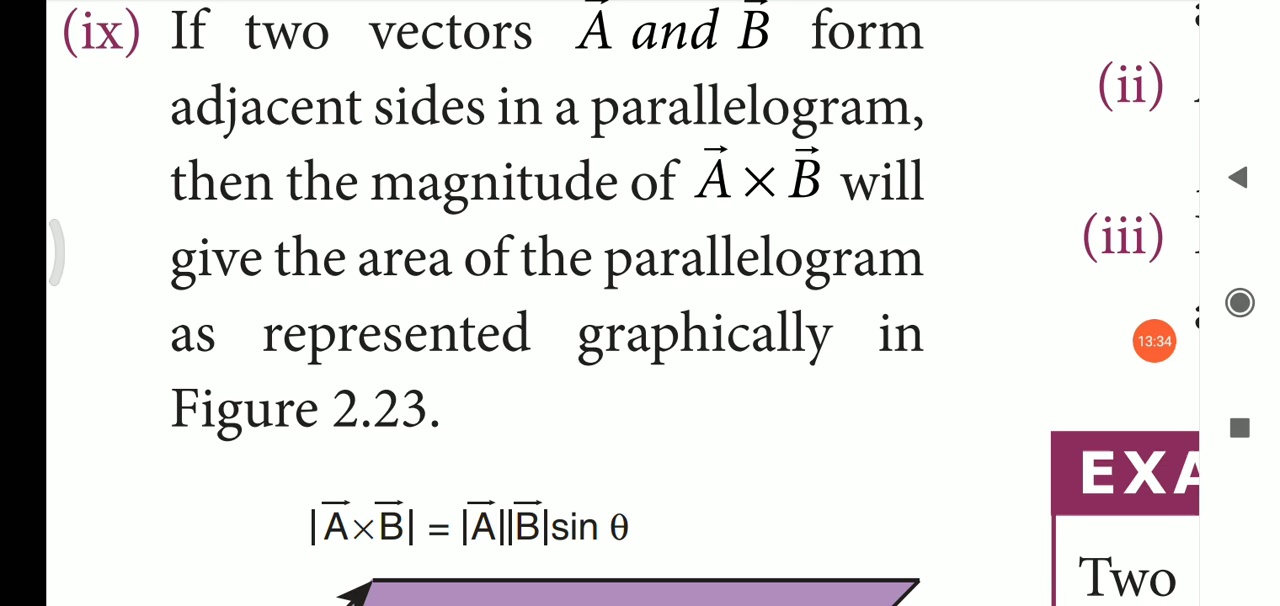 (ix) If two vectors A⃗ and B⃗ form
adjacent sides in a parallelogram,
then the magnitude of A⃗ × B⃗ will
give the area of the parallelogram
as represented graphically in
Figure 2.23.
|A⃗×B⃗| = |A⃗||B⃗|sin θ
(ii)
(iii)
13:34
Two